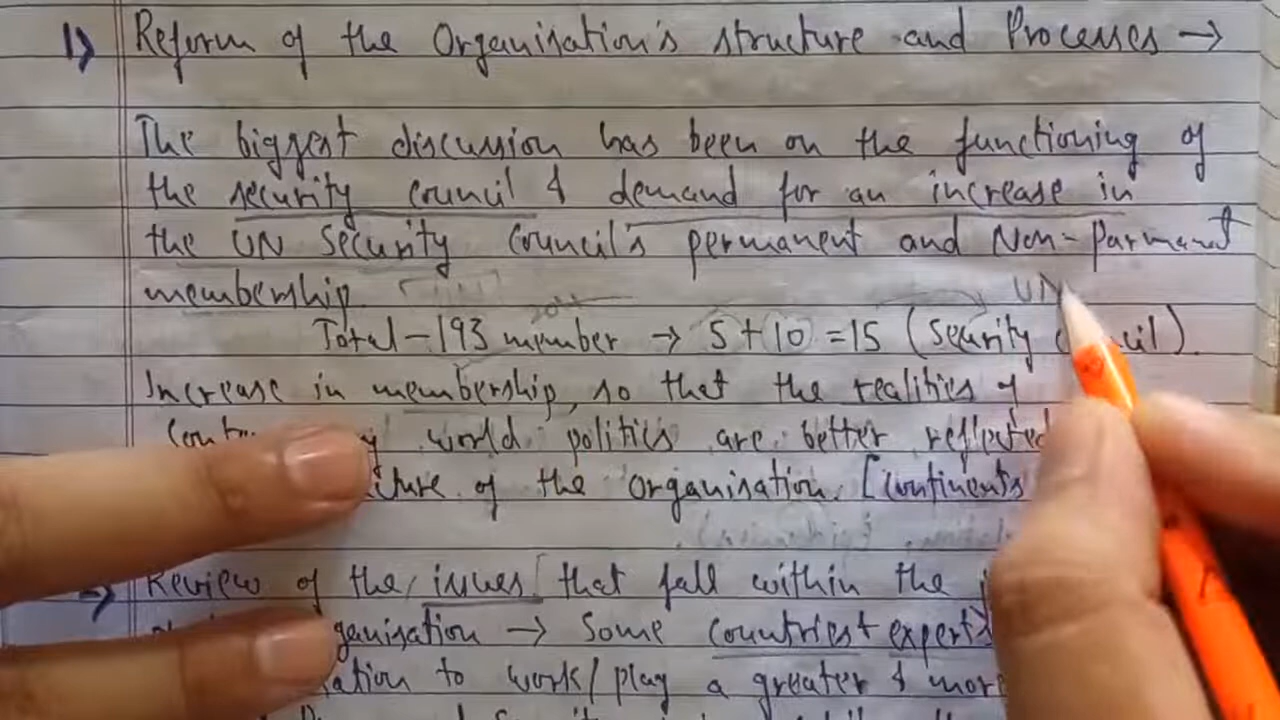 1) Reform of the Organisation's structure and Processes →
The biggest discussion has been on the functioning of
the security council & demand for an increase in
the UN Security Council's permanent and Non-Parmanat
membership.
UN
Total - 193 member → 5 + 10 = 15 (Security
Increase in membership, so that the realities of
world politics are better reflected
of the Organisation. [Continents
Review of the issues that fall within the
→ Some countries + experts
to work/play a greater & more